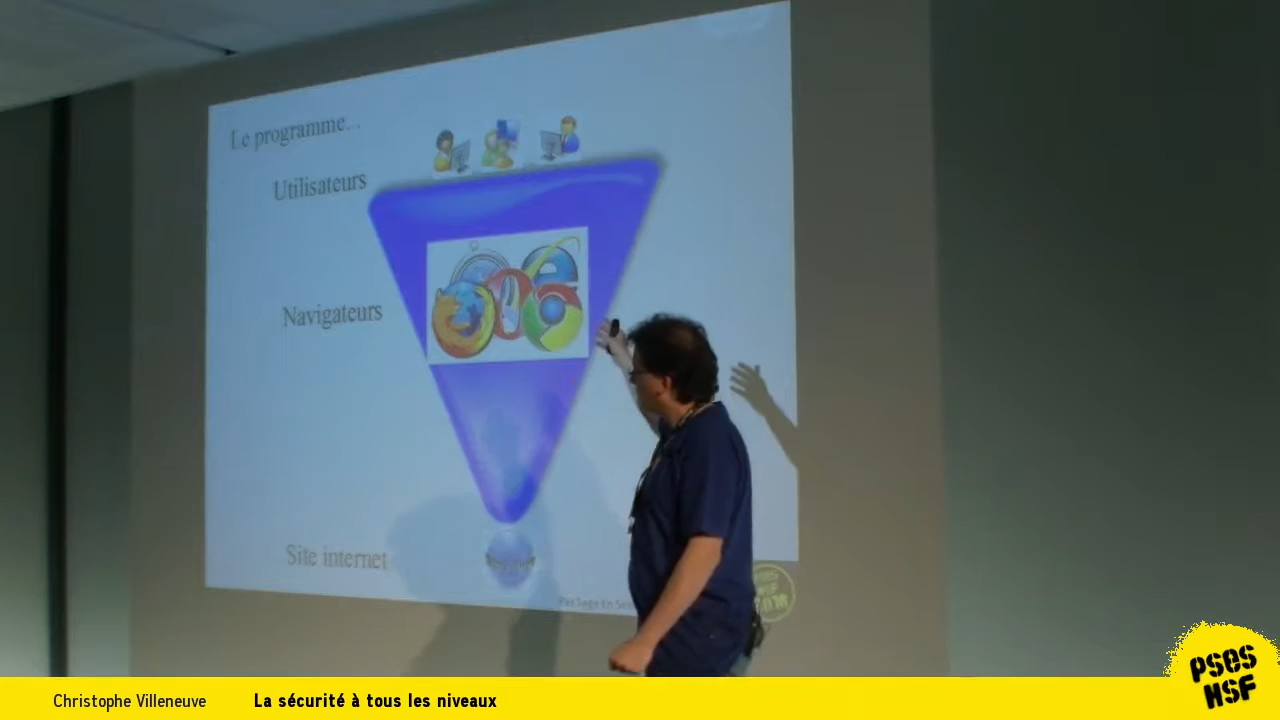 Le programme...
Utilisateurs
Navigateurs
Site internet
PSES
HSF
Christophe Villeneuve
La sécurité à tous les niveaux